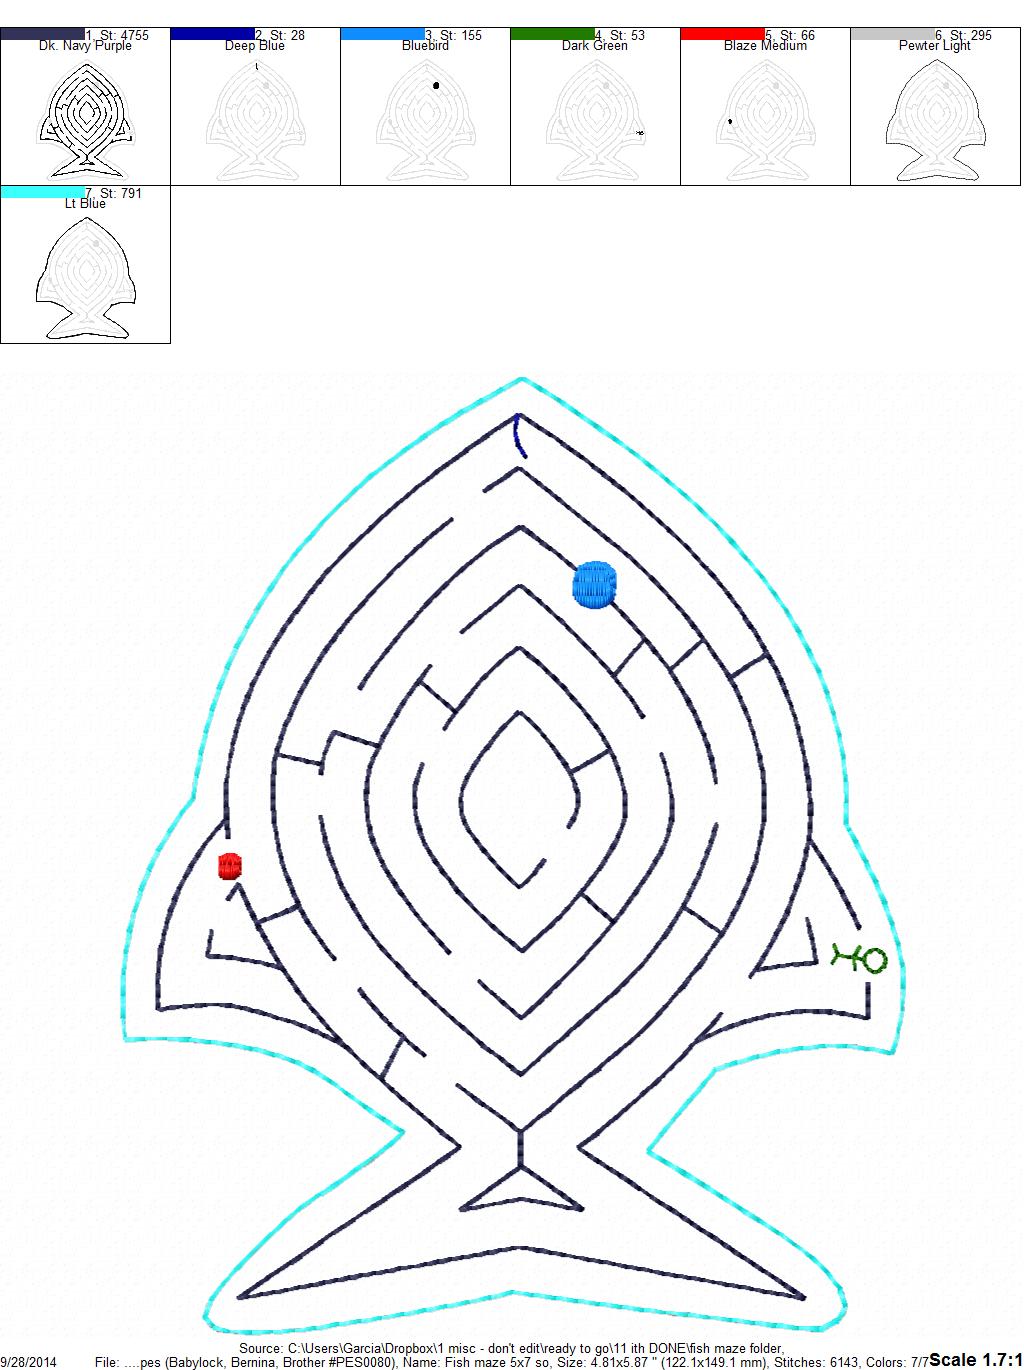 1, St: 4755
Dk. Navy Purple
2, St: 28
Deep Blue
3, St: 155
Bluebird
4, St: 53
Dark Green
5, St: 66
Blaze Medium
6, St: 295
Pewter Light
7, St: 791
Lt Blue
Source: C:\Users\Garcia\Dropbox\1 misc - don't edit\ready to go\11 ith DONE\fish maze folder,
9/28/2014 File: ....pes (Babylock, Bernina, Brother #PES0080), Name: Fish maze 5x7 so, Size: 4.81x5.87 " (122.1x149.1 mm), Stitches: 6143, Colors: 7/7 Scale 1.7:1